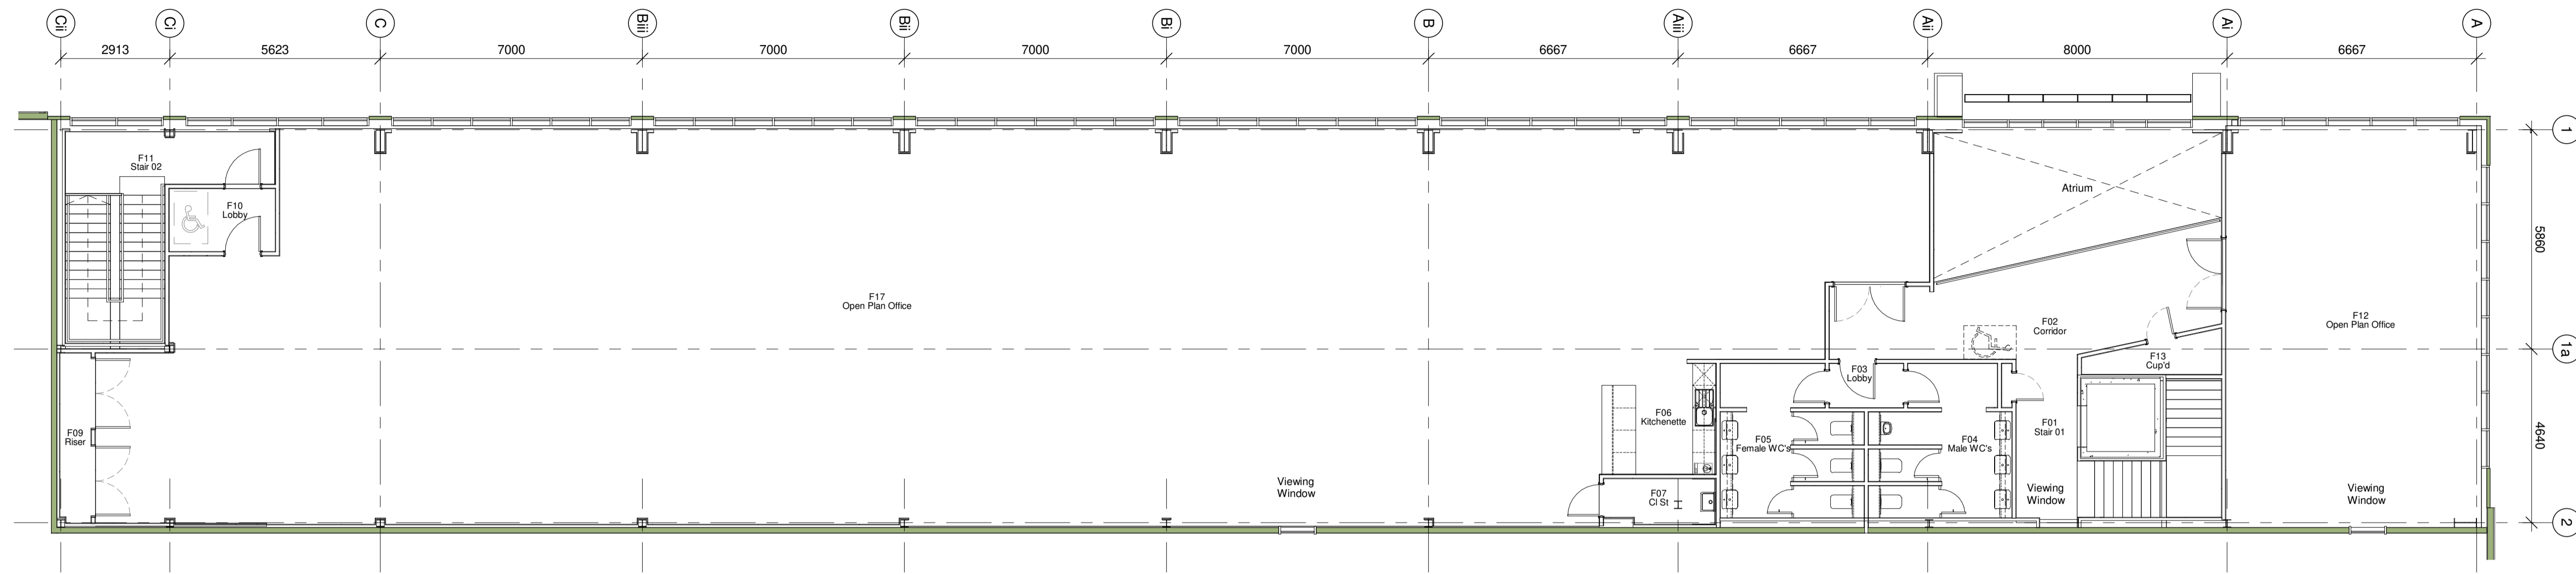 Cii
Ci
C
Biii
Bii
Bi
B
Aiii
Aii
Ai
A
2913
5623
7000
7000
7000
7000
6667
6667
8000
6667
1
5860
1a
4640
2
F11
Stair 02
F10
Lobby
F09
Riser
F17
Open Plan Office
Atrium
F02
Corridor
F12
Open Plan Office
F13
Cup'd
F03
Lobby
F06
Kitchenette
F05
Female WC's
F04
Male WC's
F01
Stair 01
F07
Cl St
Viewing
Window
Viewing
Window
Viewing
Window